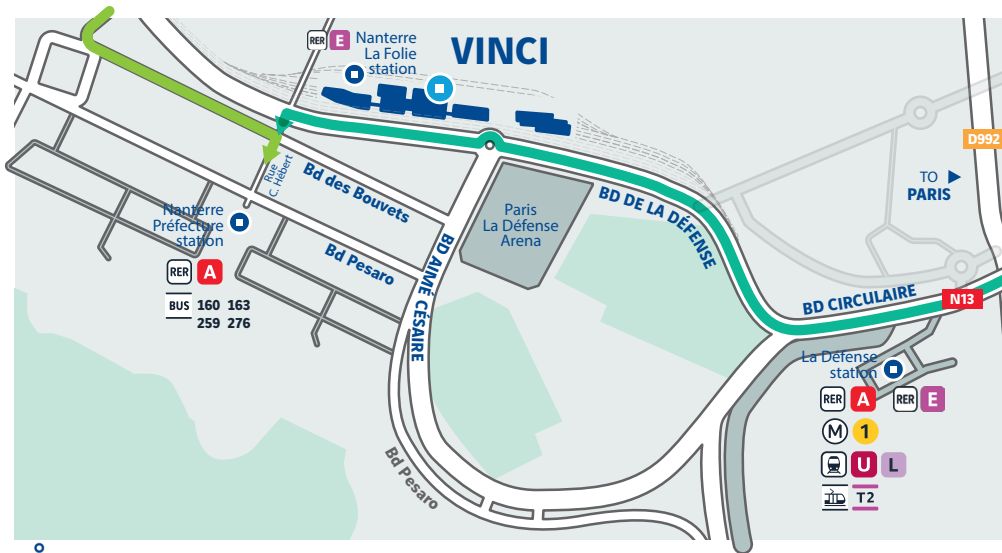 RER E
Nanterre
La Folie
station
VINCI
D992
TO
PARIS
Rue
C. Hébert
Bd des Bouvets
Paris
La Défense
Arena
BD DE LA DÉFENSE
Nanterre
Préfecture
station
RER A
BUS 160 163
259 276
Bd Pesaro
BD AIMÉ CÉSAIRE
BD CIRCULAIRE
N13
La Défense
station
RER A RER E
M 1
U L
T2
Bd Pesaro